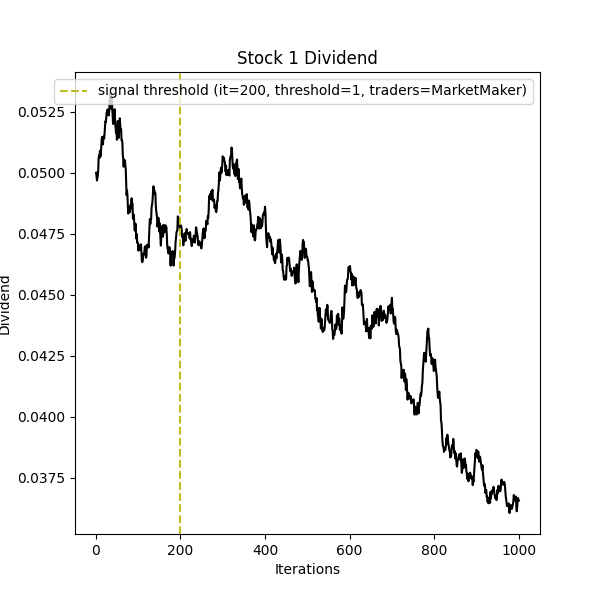 Stock 1 Dividend
signal threshold (it=200, threshold=1, traders=MarketMaker)
Dividend
0.0525
0.0500
0.0475
0.0450
0.0425
0.0400
0.0375
0 200 400 600 800 1000
Iterations